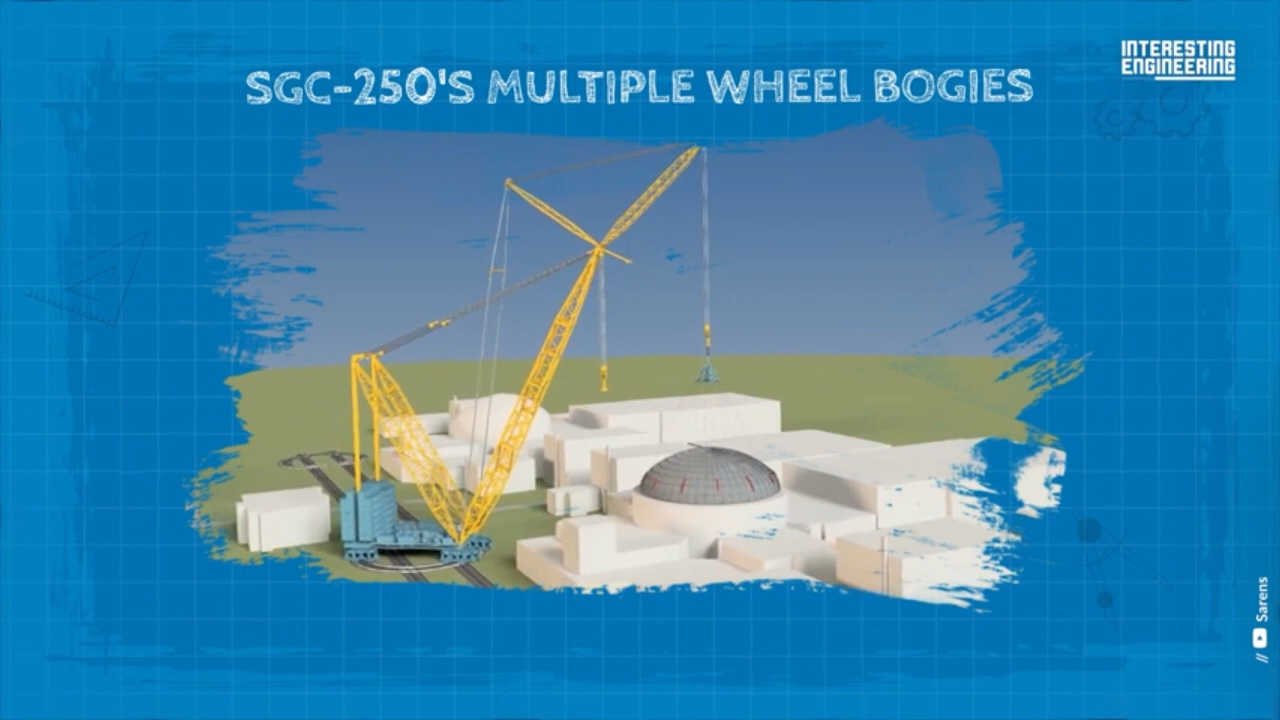 INTERESTING
ENGINEERING
SGC-250'S MULTIPLE WHEEL BOGIES
// Sarens